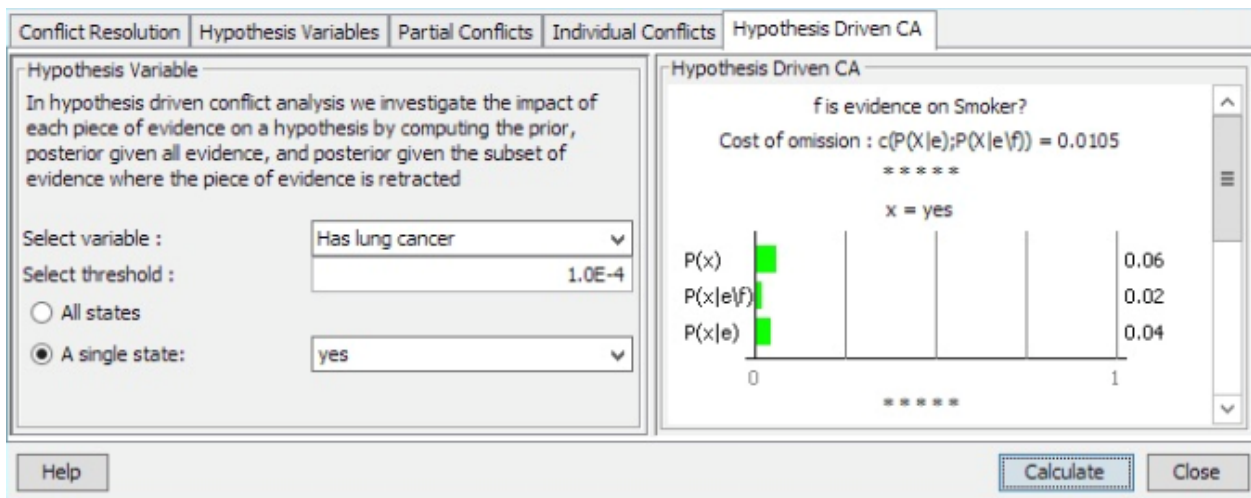 Conflict Resolution
Hypothesis Variables
Partial Conflicts
Individual Conflicts
Hypothesis Driven CA
Hypothesis Variable
In hypothesis driven conflict analysis we investigate the impact of
each piece of evidence on a hypothesis by computing the prior,
posterior given all evidence, and posterior given the subset of
evidence where the piece of evidence is retracted
Select variable :
Has lung cancer
Select threshold :
1.0E-4
All states
A single state:
yes
Hypothesis Driven CA
f is evidence on Smoker?
Cost of omission : c(P(X|e);P(X|e\f)) = 0.0105
* * * * *
x = yes
P(x) 0.06
P(x|e\f) 0.02
P(x|e) 0.04
0 1
* * * * *
Help
Calculate
Close